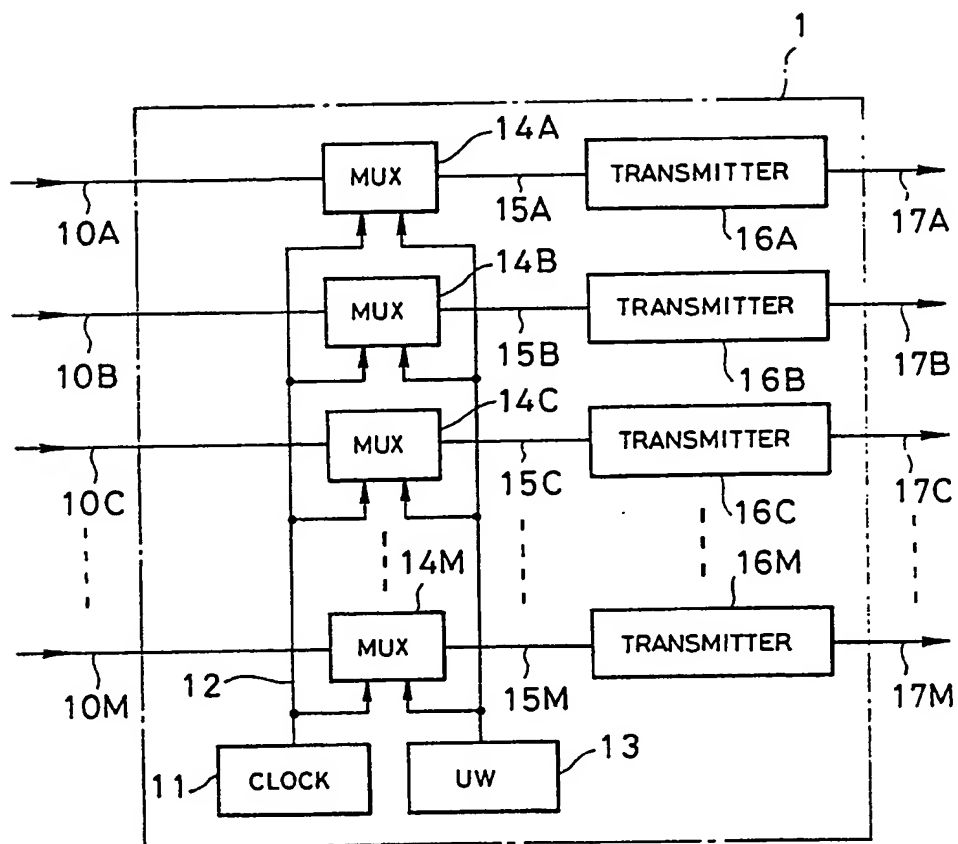 1
14A
MUX
TRANSMITTER
10A
15A
16A
17A
14B
MUX
TRANSMITTER
10B
15B
16B
17B
14C
MUX
TRANSMITTER
10C
15C
16C
17C
14M
16M
MUX
TRANSMITTER
12
10M
15M
17M
11
CLOCK
UW
13